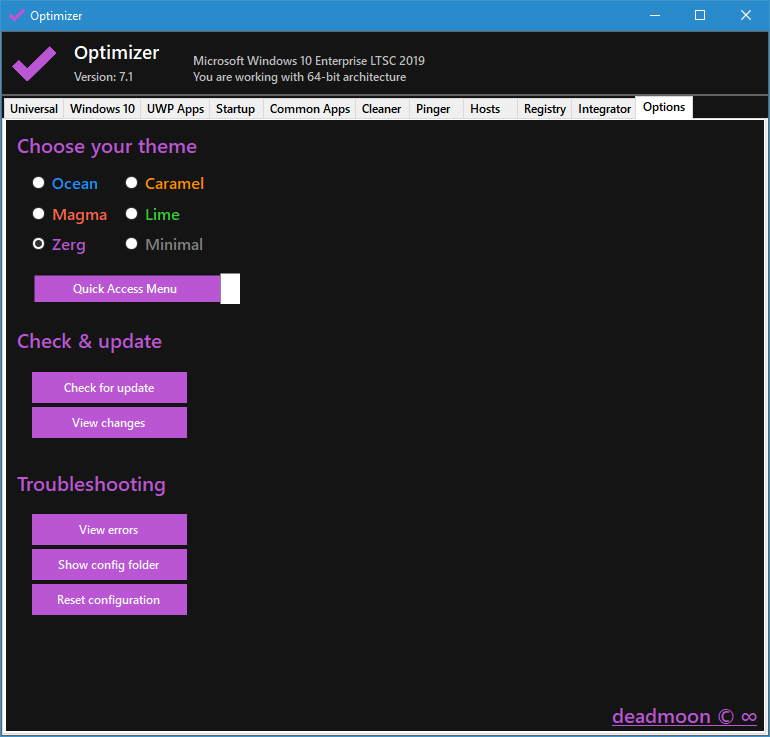 Optimizer
Optimizer
Version: 7.1
Microsoft Windows 10 Enterprise LTSC 2019
You are working with 64-bit architecture
Universal Windows 10 UWP Apps Startup Common Apps Cleaner Pinger Hosts Registry Integrator Options
Choose your theme
Ocean Caramel
Magma Lime
Zerg Minimal
Quick Access Menu
Check & update
Check for update
View changes
Troubleshooting
View errors
Show config folder
Reset configuration
deadmoon © ∞